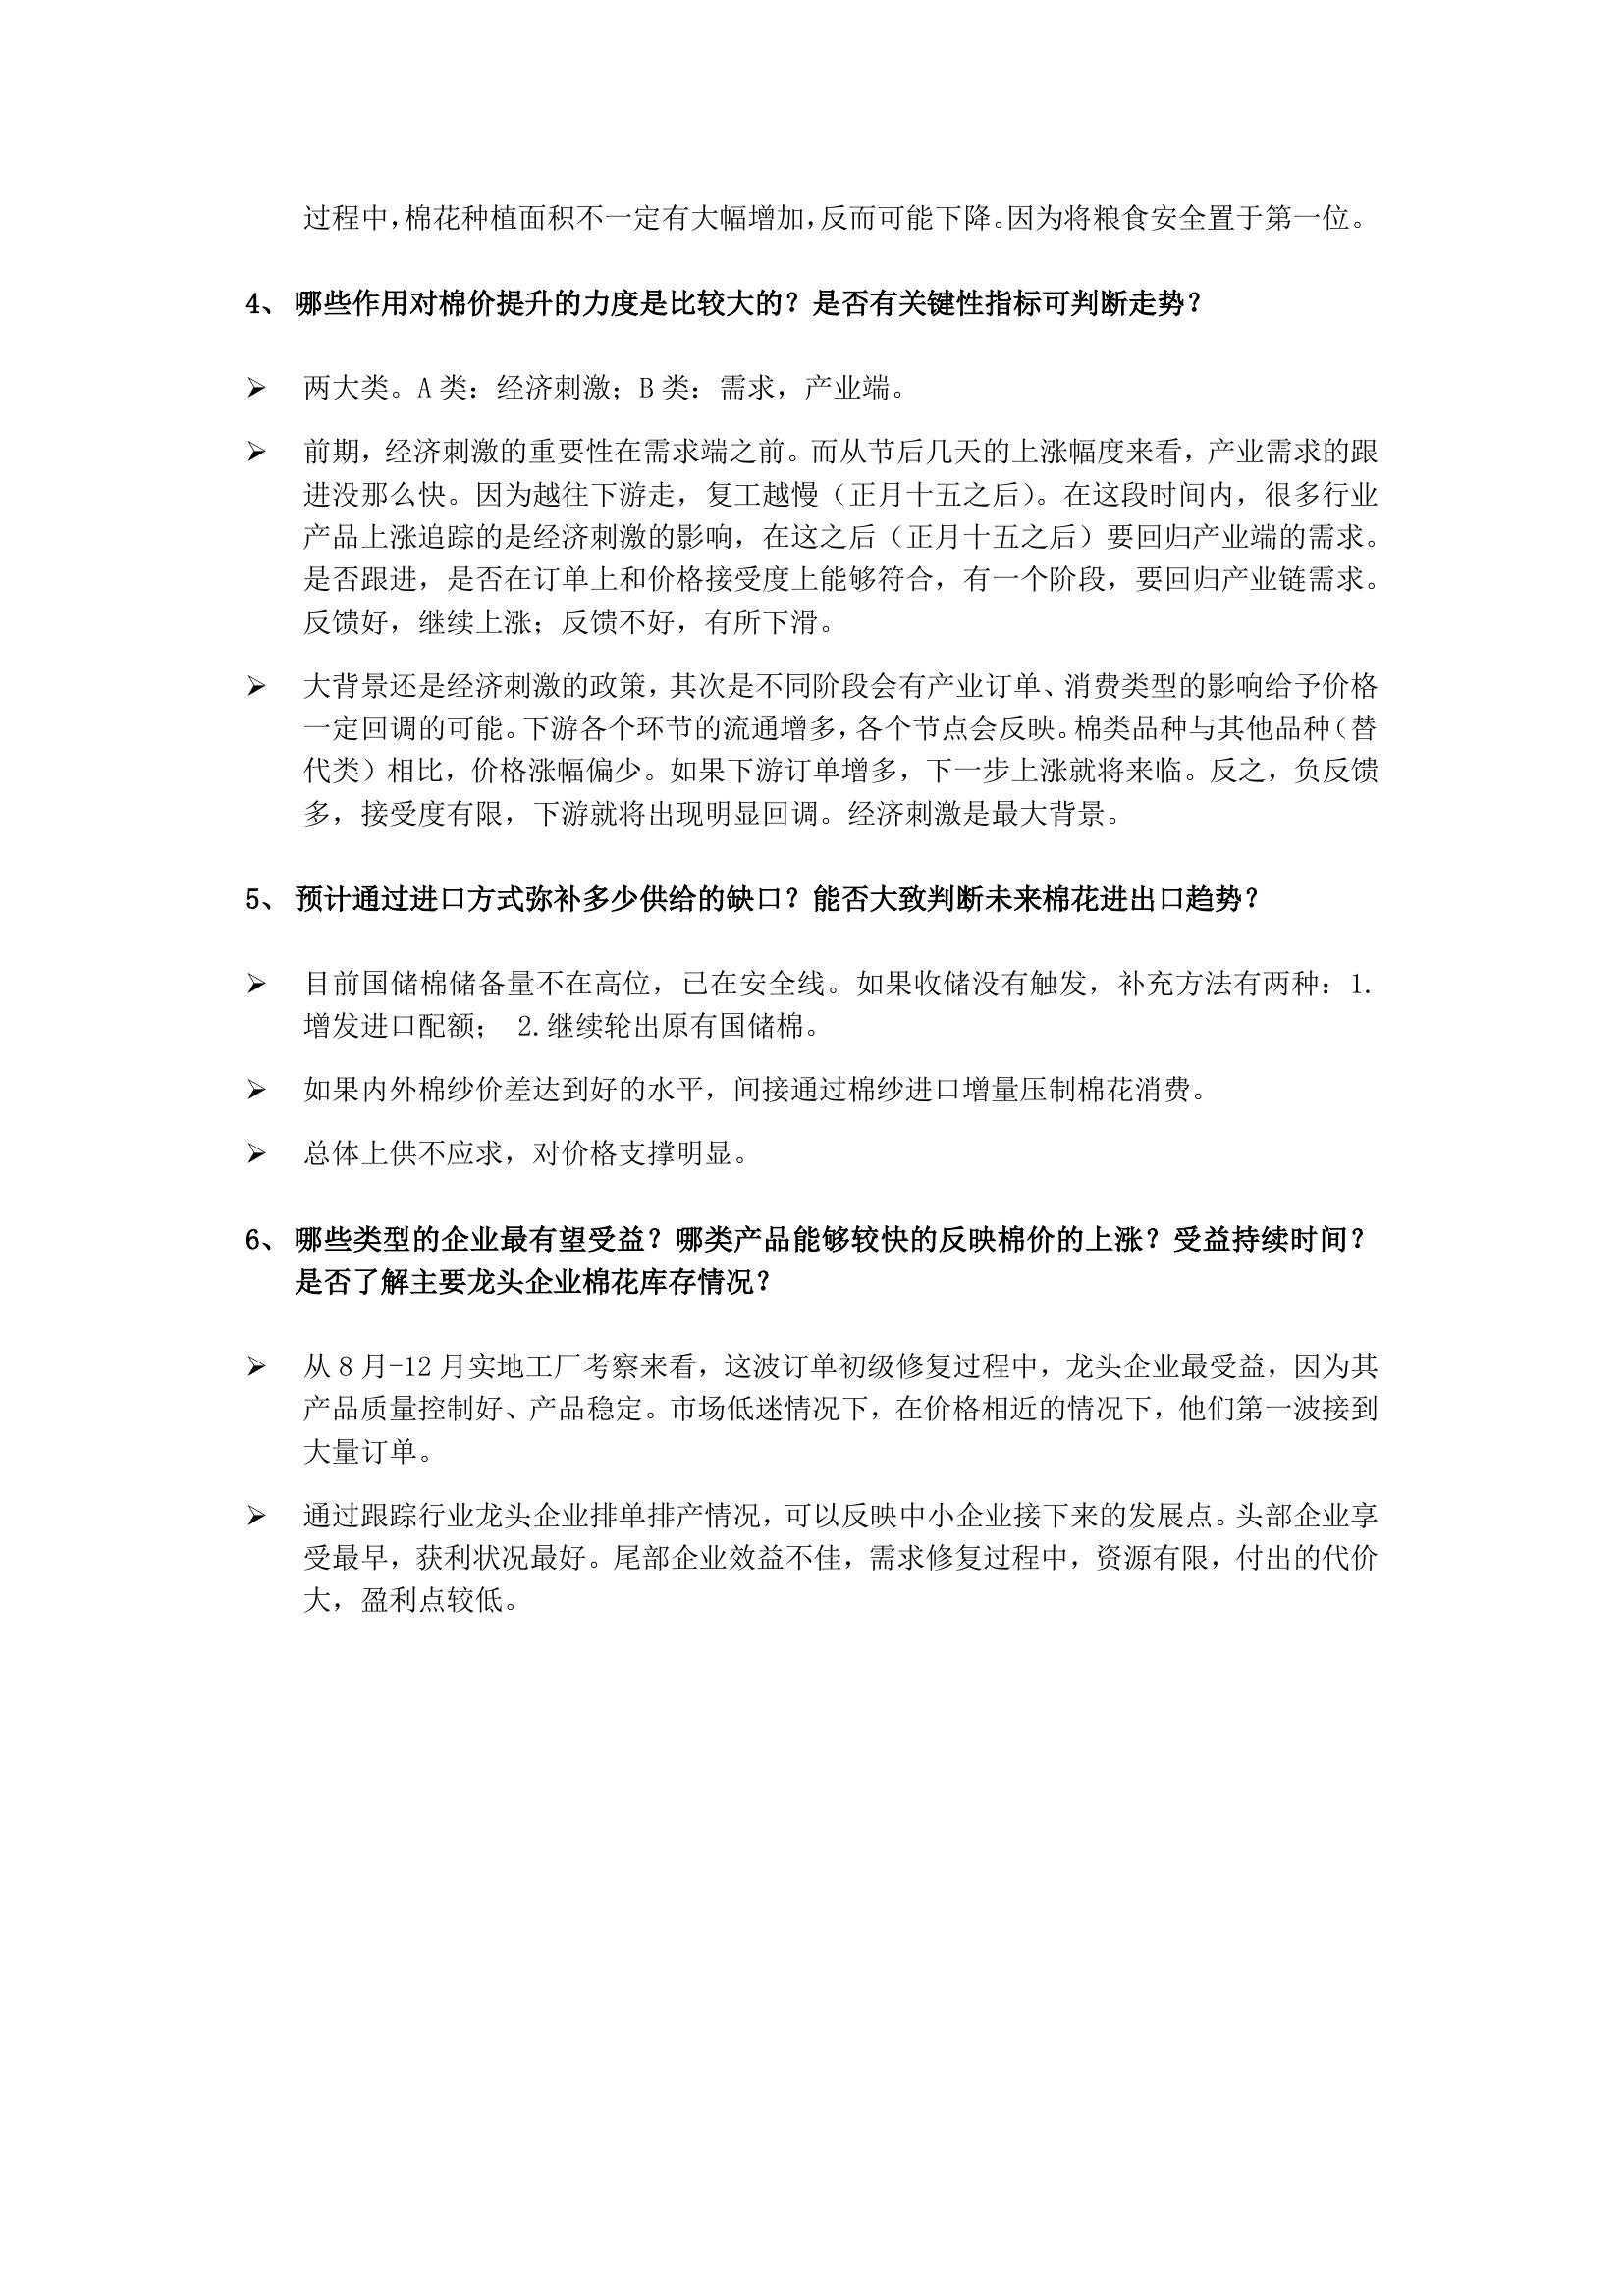 过程中，棉花种植面积不一定有大幅增加，反而可能下降。因为将粮食安全置于第一位。
4、哪些作用对棉价提升的力度是比较大的？是否有关键性指标可判断走势？
➢ 两大类。A 类：经济刺激；B 类：需求，产业端。
➢ 前期，经济刺激的重要性在需求端之前。而从节后几天的上涨幅度来看，产业需求的跟
进没那么快。因为越往下游走，复工越慢（正月十五之后）。在这段时间内，很多行业
产品上涨追踪的是经济刺激的影响，在这之后（正月十五之后）要回归产业端的需求。
是否跟进，是否在订单上和价格接受度上能够符合，有一个阶段，要回归产业链需求。
反馈好，继续上涨；反馈不好，有所下滑。
➢ 大背景还是经济刺激的政策，其次是不同阶段会有产业订单、消费类型的影响给予价格
一定回调的可能。下游各个环节的流通增多，各个节点会反映。棉类品种与其他品种（替
代类）相比，价格涨幅偏少。如果下游订单增多，下一步上涨就将来临。反之，负反馈
多，接受度有限，下游就将出现明显回调。经济刺激是最大背景。
5、预计通过进口方式弥补多少供给的缺口？能否大致判断未来棉花进出口趋势？
➢ 目前国储棉储备量不在高位，已在安全线。如果收储没有触发，补充方法有两种：1.
增发进口配额； 2.继续轮出原有国储棉。
➢ 如果内外棉纱价差达到好的水平，间接通过棉纱进口增量压制棉花消费。
➢ 总体上供不应求，对价格支撑明显。
6、哪些类型的企业最有望受益？哪类产品能够较快的反映棉价的上涨？受益持续时间？
是否了解主要龙头企业棉花库存情况？
➢ 从 8 月-12 月实地工厂考察来看，这波订单初级修复过程中，龙头企业最受益，因为其
产品质量控制好、产品稳定。市场低迷情况下，在价格相近的情况下，他们第一波接到
大量订单。
➢ 通过跟踪行业龙头企业排单排产情况，可以反映中小企业接下来的发展点。头部企业享
受最早，获利状况最好。尾部企业效益不佳，需求修复过程中，资源有限，付出的代价
大，盈利点较低。